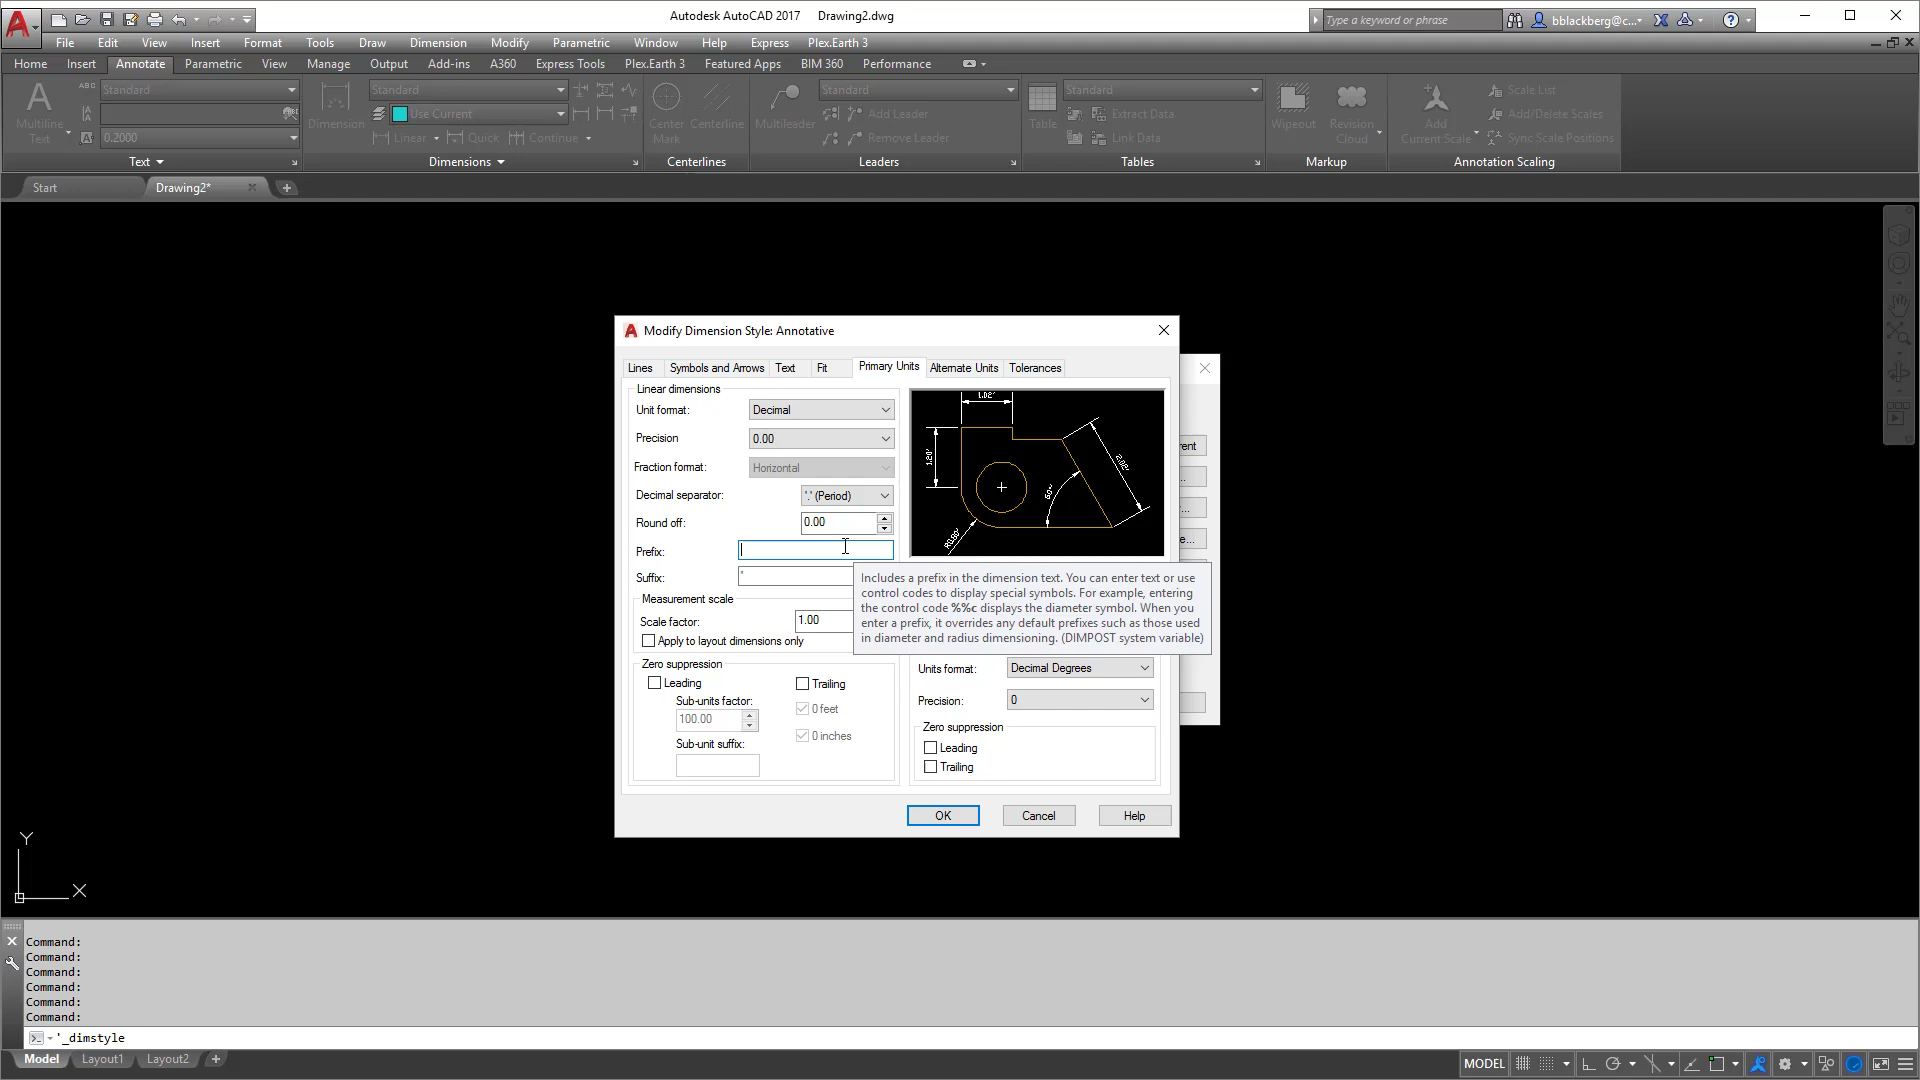 Autodesk AutoCAD 2017 Drawing2.dwg
Type a keyword or phrase
bblackberg@c...
File Edit View Insert Format Tools Draw Dimension Modify Parametric Window Help Express Plex.Earth 3
Home Insert Annotate Parametric View Manage Output Add-ins A360 Express Tools Plex.Earth 3 Featured Apps BIM 360 Performance
Multiline
Text
ABC
Standard
0.2000
Text
Dimension
Standard
Use Current
Linear Quick Continue
Dimensions
Center
Mark
Centerline
Centerlines
Multileader
Standard
Add Leader
Remove Leader
Leaders
Table
Standard
Extract Data
Link Data
Tables
Wipeout
Revision
Cloud
Markup
Add
Current Scale
Scale List
Add/Delete Scales
Sync Scale Positions
Annotation Scaling
Start Drawing2*
Modify Dimension Style: Annotative
Lines Symbols and Arrows Text Fit Primary Units Alternate Units Tolerances
Linear dimensions
Unit format: Decimal
Precision 0.00
Fraction format: Horizontal
Decimal separator: '.' (Period)
Round off: 0.00
Prefix:
Suffix: '
Measurement scale
Scale factor: 1.00
Apply to layout dimensions only
Zero suppression
Leading
Trailing
Sub-units factor:
100.00
0 feet
Sub-unit suffix:
0 inches
1.02'
1.20'
2.02'
60°'
R0.80'
Includes a prefix in the dimension text. You can enter text or use
control codes to display special symbols. For example, entering
the control code %%c displays the diameter symbol. When you
enter a prefix, it overrides any default prefixes such as those used
in diameter and radius dimensioning. (DIMPOST system variable)
Units format: Decimal Degrees
Precision: 0
Zero suppression
Leading
Trailing
OK Cancel Help
rent
...
...
e...
Y
X
Command:
Command:
Command:
Command:
Command:
Command:
'_dimstyle
Model Layout1 Layout2
MODEL